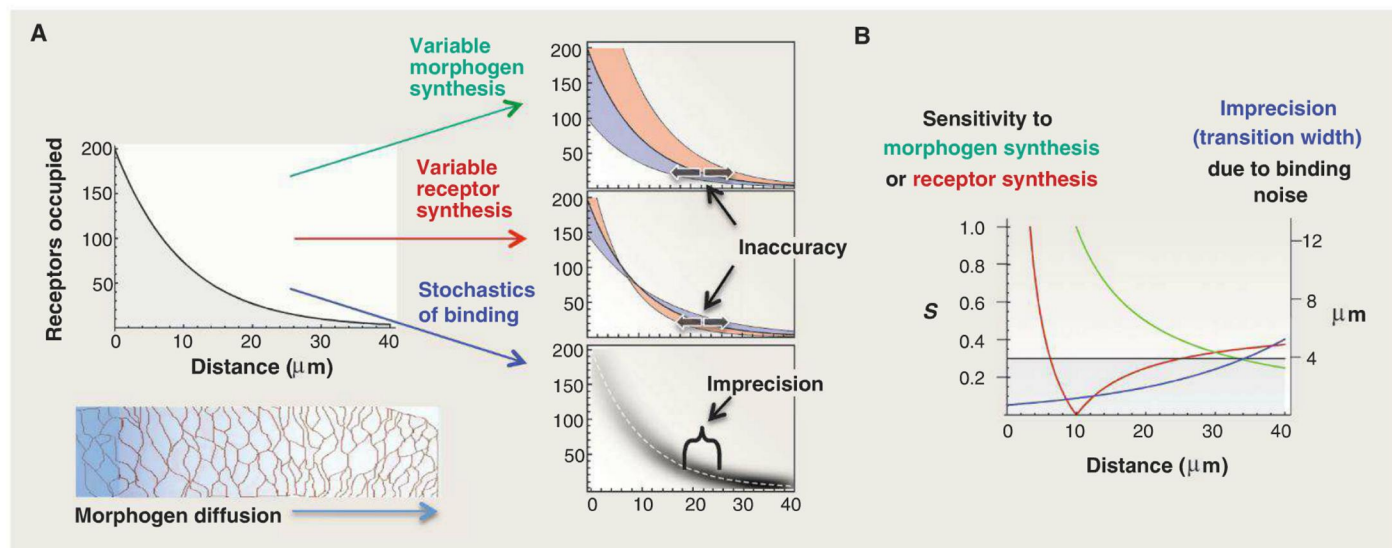 A
Variable
morphogen
synthesis
Variable
receptor
synthesis
Stochastics
of binding
Receptors occupied
200
150
100
50
0
10
20
30
40
Distance (μm)
Morphogen diffusion
200
150
100
50
200
150
100
50
Inaccuracy
200
150
100
50
Imprecision
0
10
20
30
40
B
Sensitivity to
morphogen synthesis
or receptor synthesis
Imprecision
(transition width)
due to binding
noise
S
1.0
0.8
0.6
0.4
0.2
12
8
4
μm
0
10
20
30
40
Distance (μm)